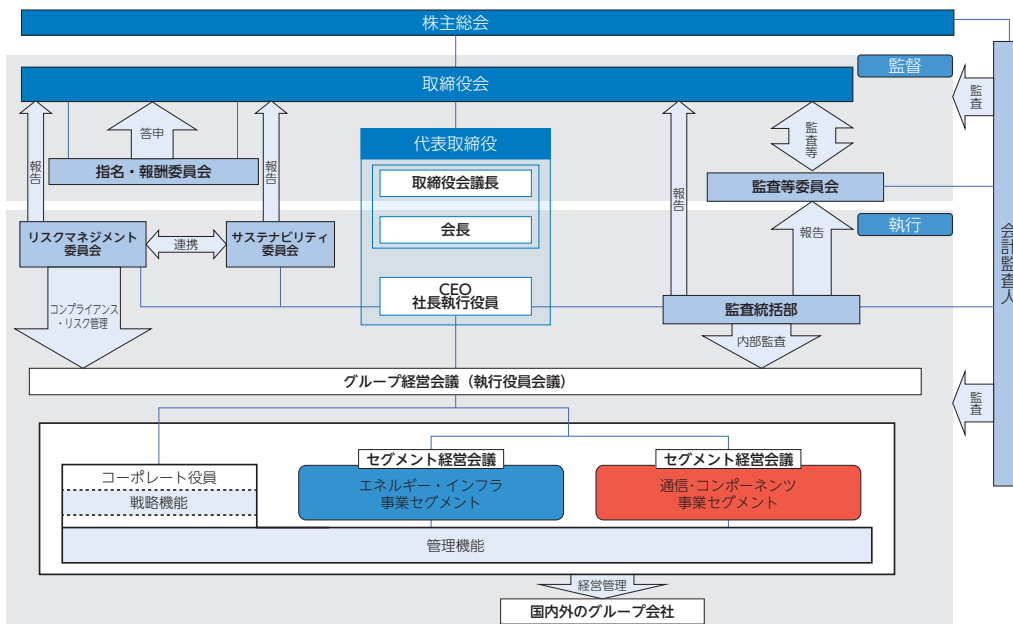 株主総会
監督
取締役会
監査
答申
代表取締役
監査等
指名・報酬委員会
報告
報告
取締役会議長
監査等委員会
報告
会長
執行
リスクマネジメント
委員会
連携
サステナビリティ
委員会
報告
会計監査人
CEO
社長執行役員
監査統括部
コンプライアンス
・リスク管理
内部監査
グループ経営会議（執行役員会議）
監査
セグメント経営会議
セグメント経営会議
コーポレート役員
戦略機能
エネルギー・インフラ
事業セグメント
通信・コンポーネンツ
事業セグメント
管理機能
経営管理
国内外のグループ会社